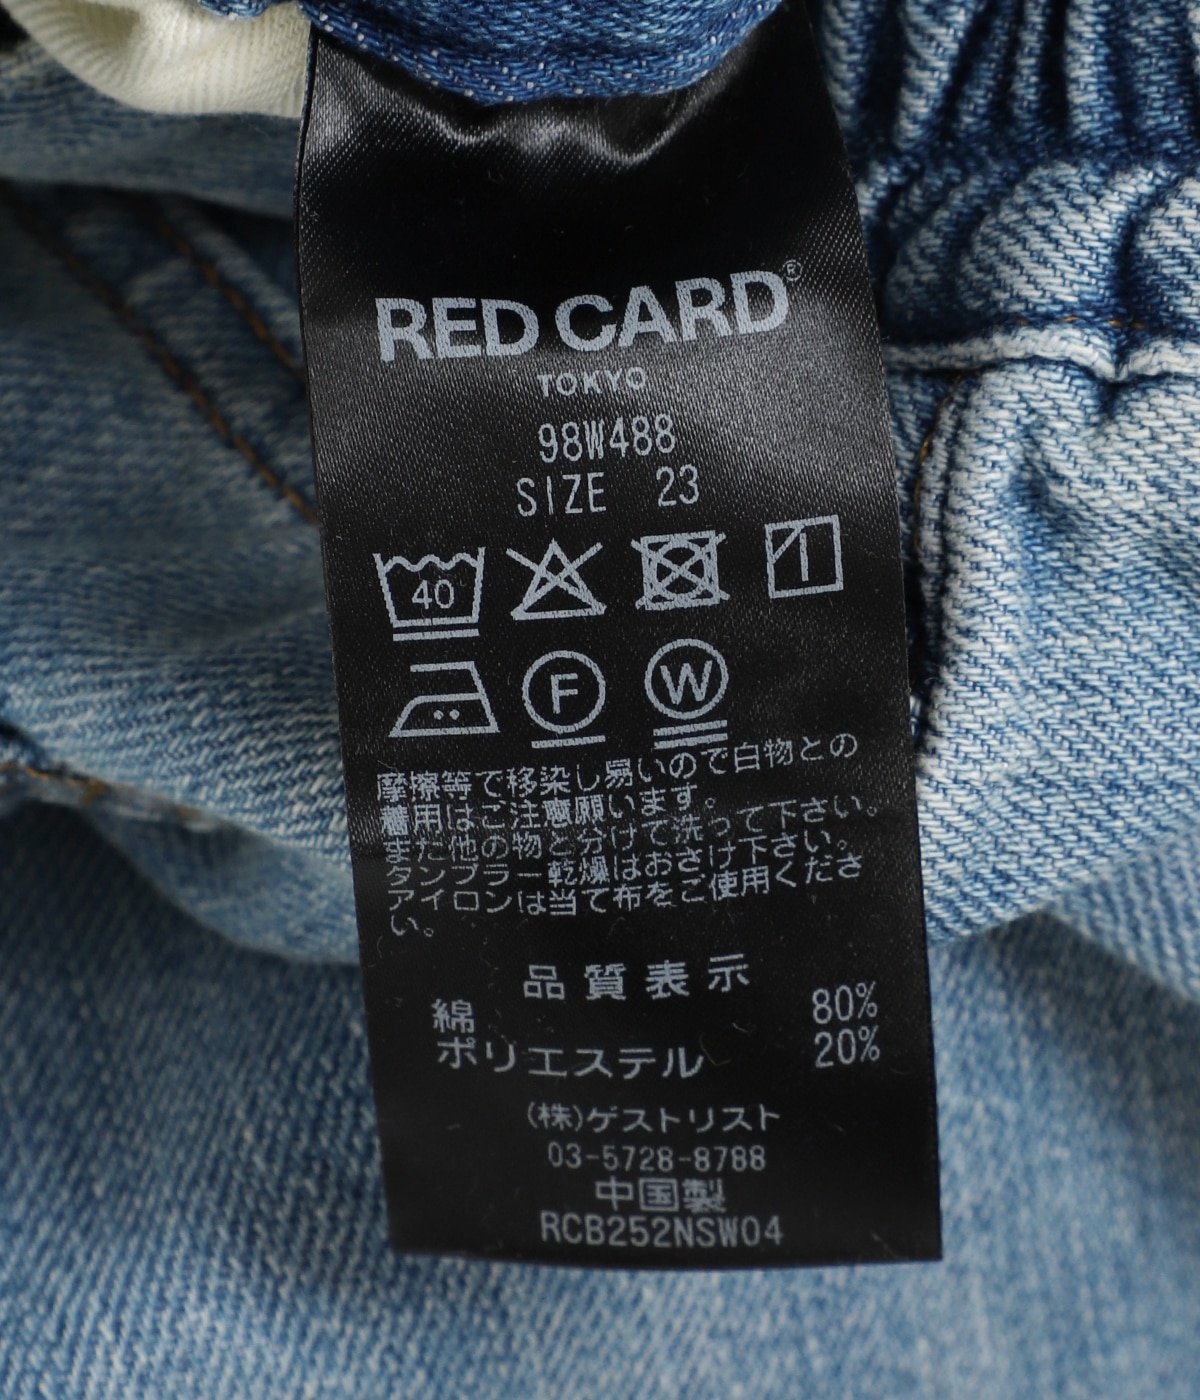 RED CARD®
TOKYO
98W488
SIZE 23
40
F W
摩擦等で移染し易いので白物との
着用はご注意願います。
また他の物と分けて洗って下さい。
タンブラー乾燥はおさけ下さい。
アイロンは当て布をご使用くださ
い。
品質表示
綿 80%
ポリエステル 20%
(株)ゲストリスト
03-5728-8788
中国製
RCB252NSW04